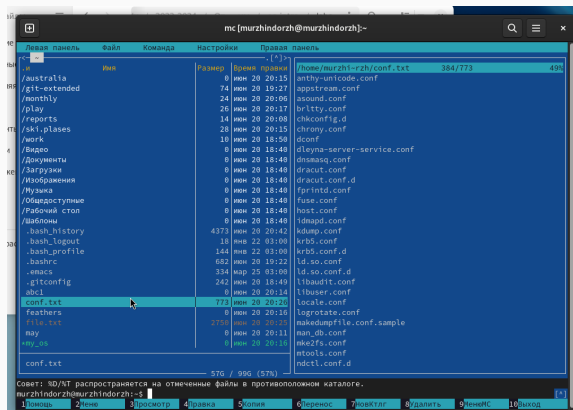 mc [murzhindorzh@murzhindorzh]:~
Левая панель Файл Команда Настройки Правая панель
~ .[^]>
.и Имя Размер Время правки
/australia 0 июн 20 20:15
/git-extended 74 июн 20 19:27
/monthly 24 июн 20 20:06
/play 26 июн 20 20:17
/reports 14 июн 20 20:08
/ski.plases 28 июн 20 20:15
/work 10 июн 20 18:50
/Видео 0 июн 20 18:40
/Документы 0 июн 20 18:40
/Загрузки 0 июн 20 18:40
/Изображения 0 июн 20 18:40
/Музыка 0 июн 20 18:40
/Общедоступные 0 июн 20 18:40
/Рабочий стол 0 июн 20 18:40
/Шаблоны 0 июн 20 18:40
.bash_history 4373 июн 20 20:42
.bash_logout 18 янв 22 03:00
.bash_profile 144 янв 22 03:00
.bashrc 682 июн 20 19:22
.emacs 334 мар 25 03:00
.gitconfig 242 июн 20 18:49
abc1 0 июн 20 20:14
conf.txt 773 июн 20 20:26
feathers 0 июн 20 20:16
file.txt 2750 июн 20 20:25
may 0 июн 20 20:11
*my_os 0 июн 20 20:16
conf.txt
57G / 99G (57%)
/home/murzhi-rzh/conf.txt 384/773 49%
anthy-unicode.conf
appstream.conf
asound.conf
brltty.conf
chkconfig.d
chrony.conf
dconf
dleyna-server-service.conf
dnsmasq.conf
dracut.conf
dracut.conf.d
fprintd.conf
fuse.conf
host.conf
idmapd.conf
kdump.conf
krb5.conf
krb5.conf.d
ld.so.conf
ld.so.conf.d
libaudit.conf
libuser.conf
locale.conf
logrotate.conf
makedumpfile.conf.sample
man_db.conf
mke2fs.conf
mtools.conf
ndctl.conf.d
Совет: %D/%T распространяется на отмеченные файлы в противоположном каталоге.
murzhindorzh@murzhindorzh:~$ [^]
1Помощь 2Меню 3Просмотр 4Правка 5Копия 6Перенос 7НовКтлг 8Удалить 9МенюMC 10Выход